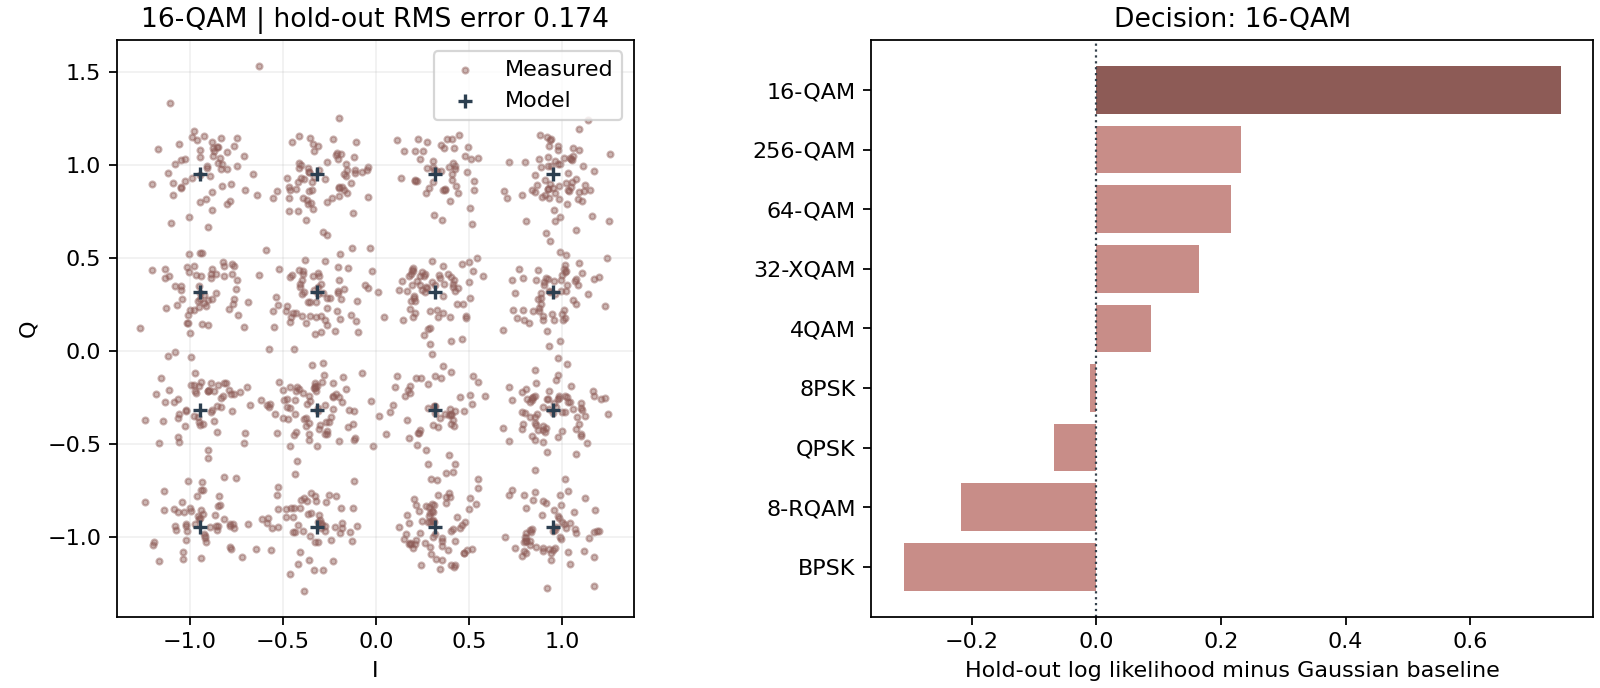 16-QAM | hold-out RMS error 0.174
Measured
Model
1.5
1.0
0.5
0.0
−0.5
−1.0
Q
−1.0
−0.5
0.0
0.5
1.0
I
Decision: 16-QAM
16-QAM
256-QAM
64-QAM
32-XQAM
4QAM
8PSK
QPSK
8-RQAM
BPSK
−0.2
0.0
0.2
0.4
0.6
Hold-out log likelihood minus Gaussian baseline